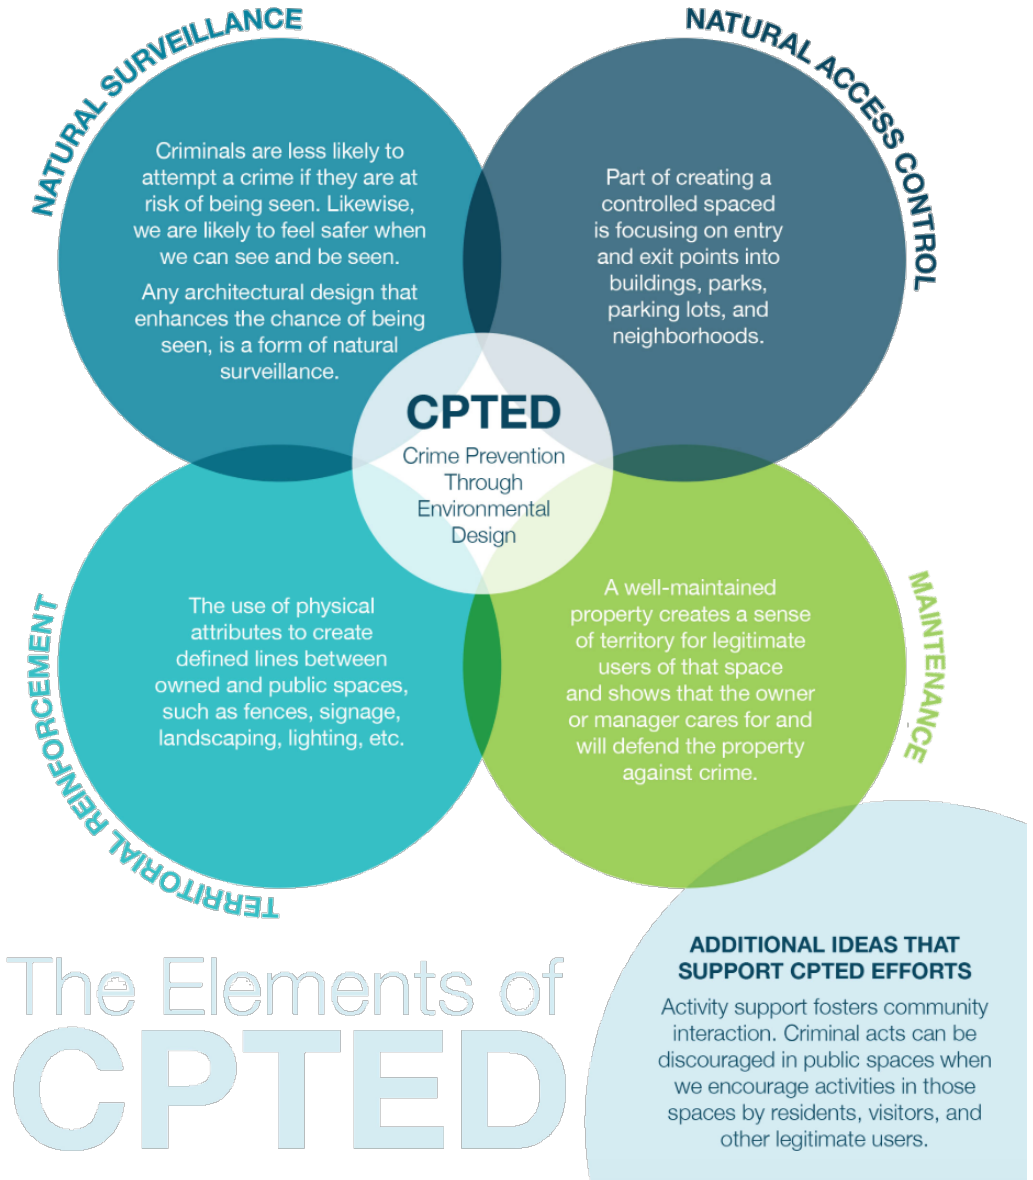 NATURAL SURVEILLANCE
Criminals are less likely to
attempt a crime if they are at
risk of being seen. Likewise,
we are likely to feel safer when
we can see and be seen.
Any architectural design that
enhances the chance of being
seen, is a form of natural
surveillance.
NATURAL ACCESS CONTROL
Part of creating a
controlled spaced
is focusing on entry
and exit points into
buildings, parks,
parking lots, and
neighborhoods.
CPTED
Crime Prevention
Through
Environmental
Design
TERRITORIAL REINFORCEMENT
The use of physical
attributes to create
defined lines between
owned and public spaces,
such as fences, signage,
landscaping, lighting, etc.
MAINTENANCE
A well-maintained
property creates a sense
of territory for legitimate
users of that space
and shows that the owner
or manager cares for and
will defend the property
against crime.
The Elements of
CPTED
ADDITIONAL IDEAS THAT
SUPPORT CPTED EFFORTS
Activity support fosters community
interaction. Criminal acts can be
discouraged in public spaces when
we encourage activities in those
spaces by residents, visitors, and
other legitimate users.